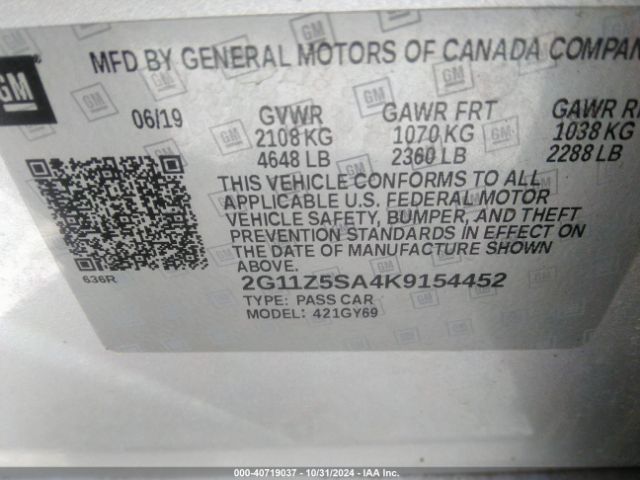 GM
MFD BY GENERAL MOTORS OF CANADA COMPAN
06/19 GVWR GAWR FRT GAWR R
2108 KG 1070 KG 1038 KG
4648 LB 2360 LB 2288 LB
THIS VEHICLE CONFORMS TO ALL
APPLICABLE U.S. FEDERAL MOTOR
VEHICLE SAFETY, BUMPER, AND THEFT
PREVENTION STANDARDS IN EFFECT ON
THE DATE OF MANUFACTURE SHOWN
ABOVE.
636R
2G11Z5SA4K9154452
TYPE: PASS CAR
MODEL: 421GY69
000-40719037 - 10/31/2024 - IAA Inc.